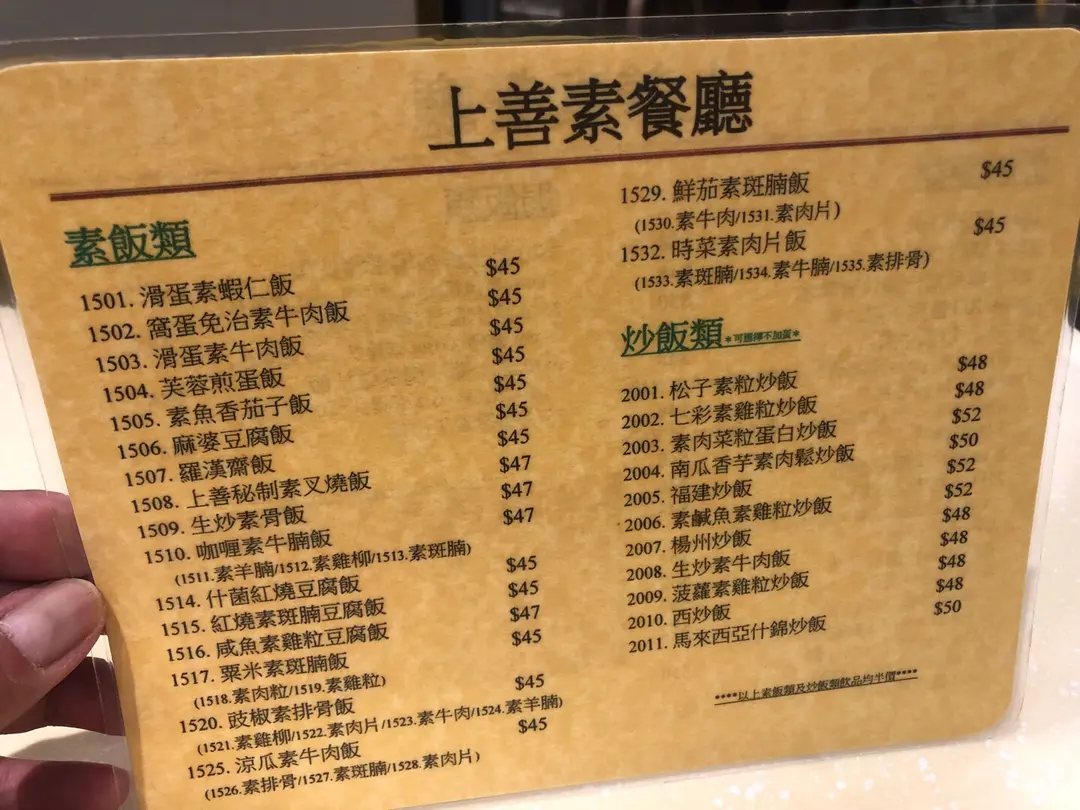 上善素餐廳
素飯類
1501. 滑蛋素蝦仁飯 $45
1502. 窩蛋免治素牛肉飯 $45
1503. 滑蛋素牛肉飯 $45
1504. 芙蓉煎蛋飯 $45
1505. 素魚香茄子飯 $45
1506. 麻婆豆腐飯 $45
1507. 羅漢齋飯 $45
1508. 上善秘制素叉燒飯 $47
1509. 生炒素骨飯 $47
1510. 咖喱素牛腩飯 $47
(1511.素羊腩/1512.素雞柳/1513.素斑腩)
1514. 什菌紅燒豆腐飯 $45
1515. 紅燒素斑腩豆腐飯 $45
1516. 咸魚素雞粒豆腐飯 $47
1517. 粟米素斑腩飯 $45
(1518.素肉粒/1519.素雞粒)
1520. 豉椒素排骨飯 $45
(1521.素雞柳/1522.素肉片/1523.素牛肉/1524.素羊腩)
1525. 涼瓜素牛肉飯 $45
(1526.素排骨/1527.素斑腩/1528.素肉片)
1529. 鮮茄素斑腩飯 $45
(1530.素牛肉/1531.素肉片)
1532. 時菜素肉片飯 $45
(1533.素斑腩/1534.素牛腩/1535.素排骨)
炒飯類 *可選擇不加蛋*
2001. 松子素粒炒飯 $48
2002. 七彩素雞粒炒飯 $48
2003. 素肉菜粒蛋白炒飯 $52
2004. 南瓜香芋素肉鬆炒飯 $50
2005. 福建炒飯 $52
2006. 素鹹魚素雞粒炒飯 $52
2007. 楊州炒飯 $48
2008. 生炒素牛肉飯 $48
2009. 菠蘿素雞粒炒飯 $48
2010. 西炒飯 $48
2011. 馬來西亞什錦炒飯 $50
****以上素飯類及炒飯類飲品均半價****